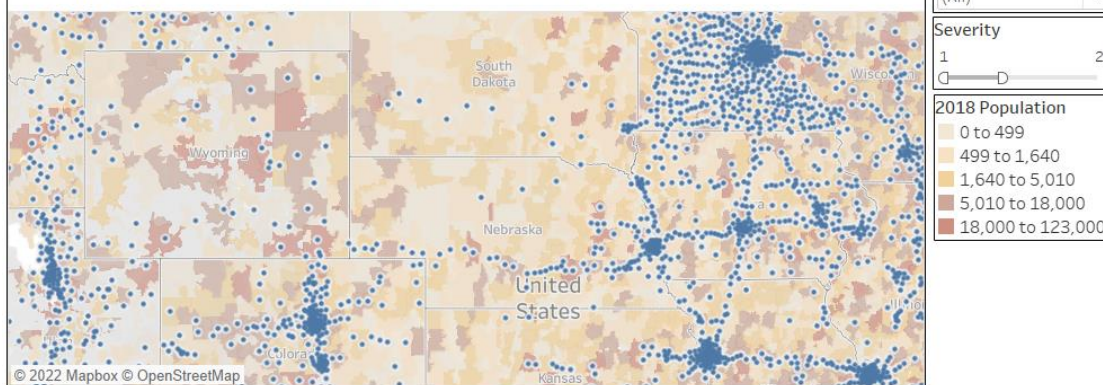 Severity
1 2
2018 Population
0 to 499
499 to 1,640
1,640 to 5,010
5,010 to 18,000
18,000 to 123,000
South
Dakota
Wyoming
Nebraska
United
States
Kansas
© 2022 Mapbox © OpenStreetMap